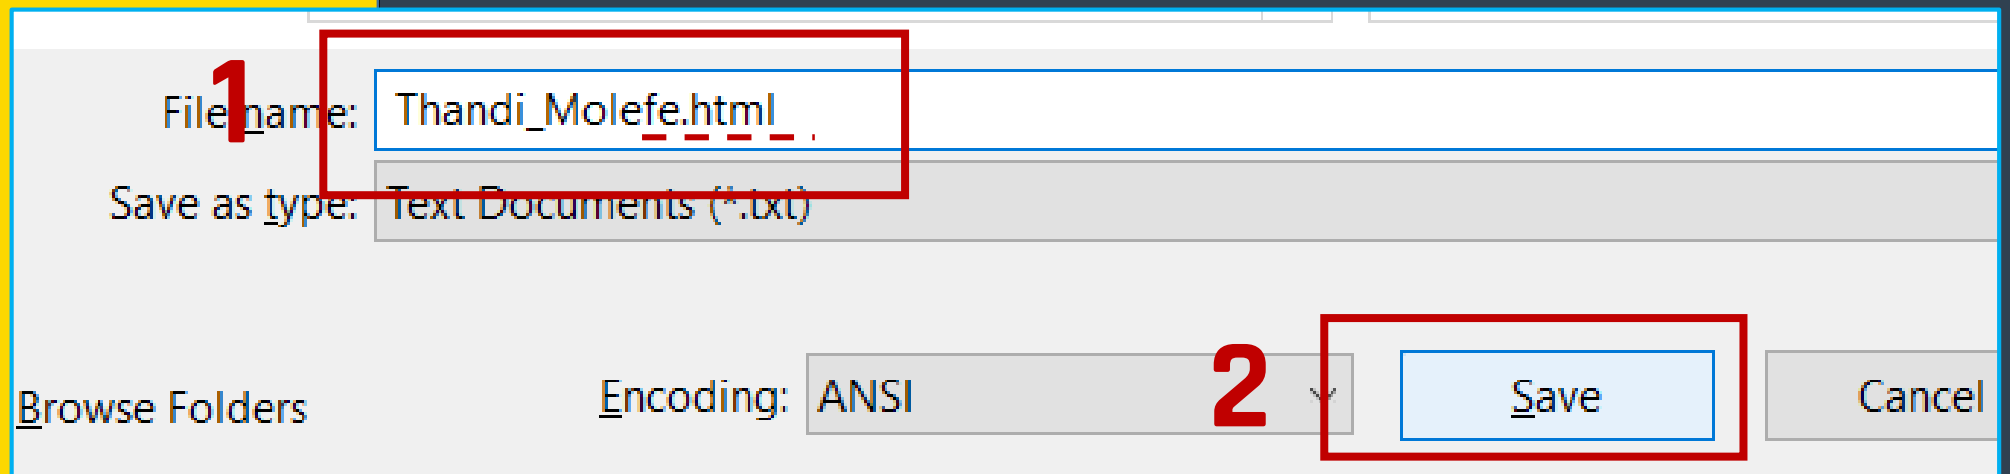 1
File name: Thandi_Molefe.html
Save as type: Text Documents (*.txt)
2
Browse Folders Encoding: ANSI Save Cancel